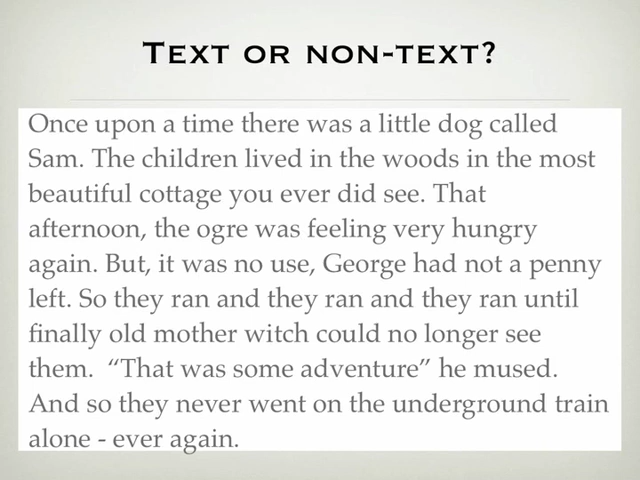 TEXT OR NON-TEXT?
Once upon a time there was a little dog called
Sam. The children lived in the woods in the most
beautiful cottage you ever did see. That
afternoon, the ogre was feeling very hungry
again. But, it was no use, George had not a penny
left. So they ran and they ran and they ran until
finally old mother witch could no longer see
them.  “That was some adventure” he mused.
And so they never went on the underground train
alone - ever again.